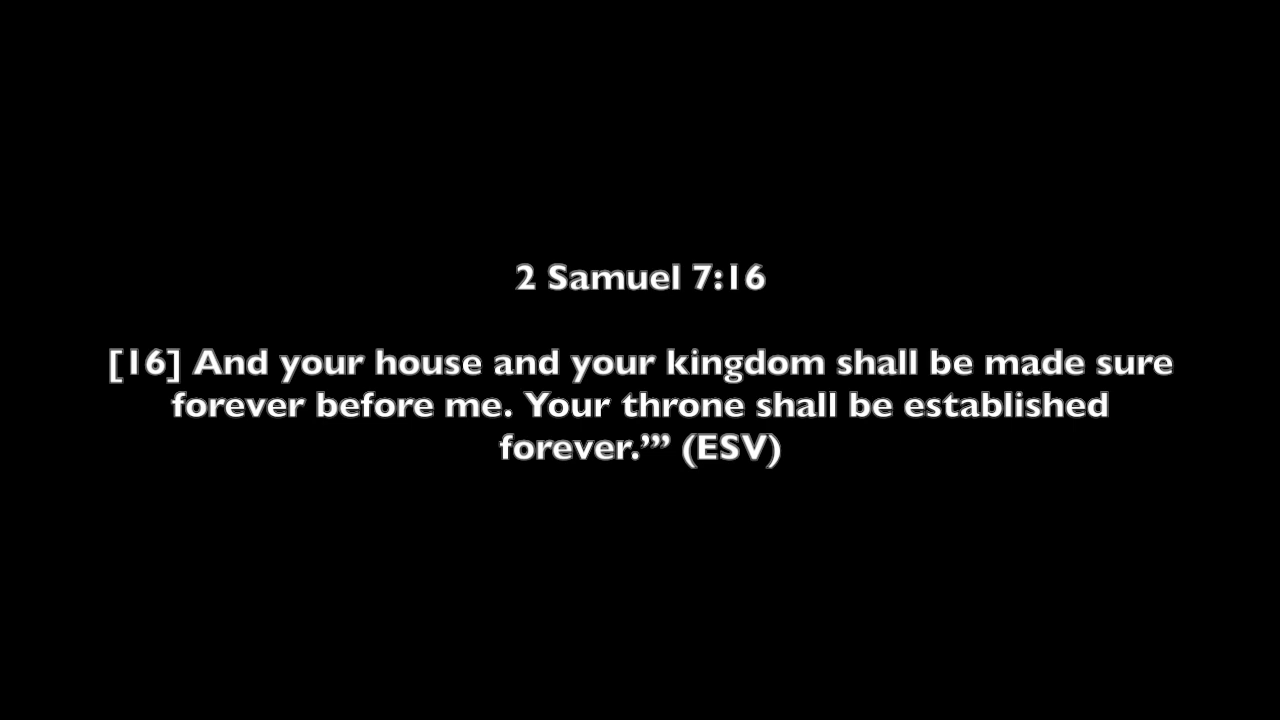 2 Samuel 7:16
[16] And your house and your kingdom shall be made sure
forever before me. Your throne shall be established
forever.’” (ESV)